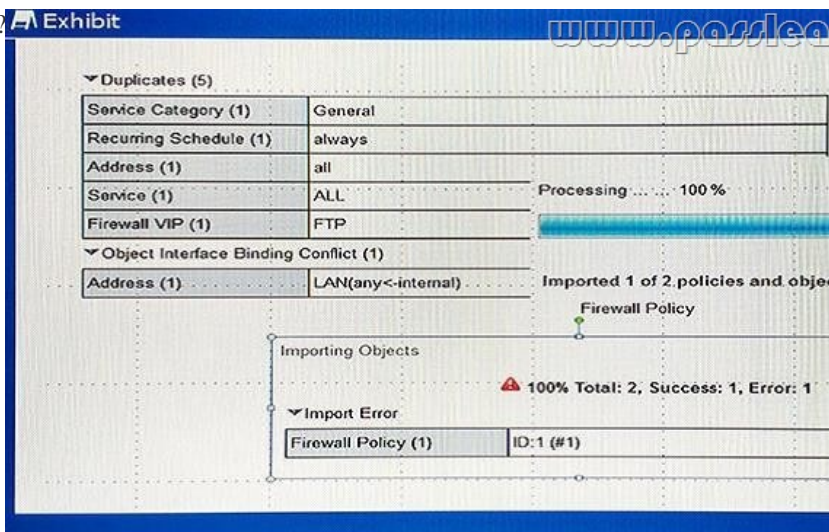 Exhibit
www.passlea
Duplicates (5)
Service Category (1) General
Recurring Schedule (1) always
Address (1) all
Service (1) ALL
Firewall VIP (1) FTP
Processing ... ... 100 %
Object Interface Binding Conflict (1)
Address (1) LAN(any<-internal)
Imported 1 of 2 policies and obje
Firewall Policy
Importing Objects
100% Total: 2, Success: 1, Error: 1
Import Error
Firewall Policy (1) ID:1 (#1)